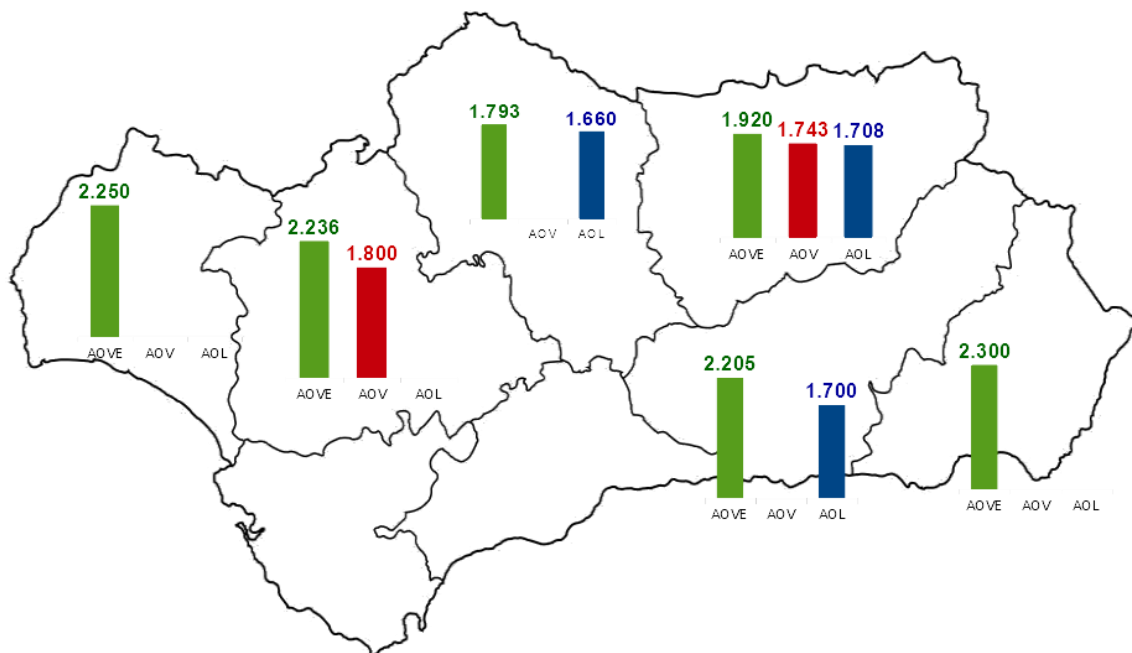 1.793
1.660
AOV
AOL
1.920
1.743
1.708
AOVE
AOV
AOL
2.250
AOVE
AOV
AOL
2.236
1.800
AOVE
AOV
AOL
2.205
1.700
AOVE
AOV
AOL
2.300
AOVE
AOV
AOL